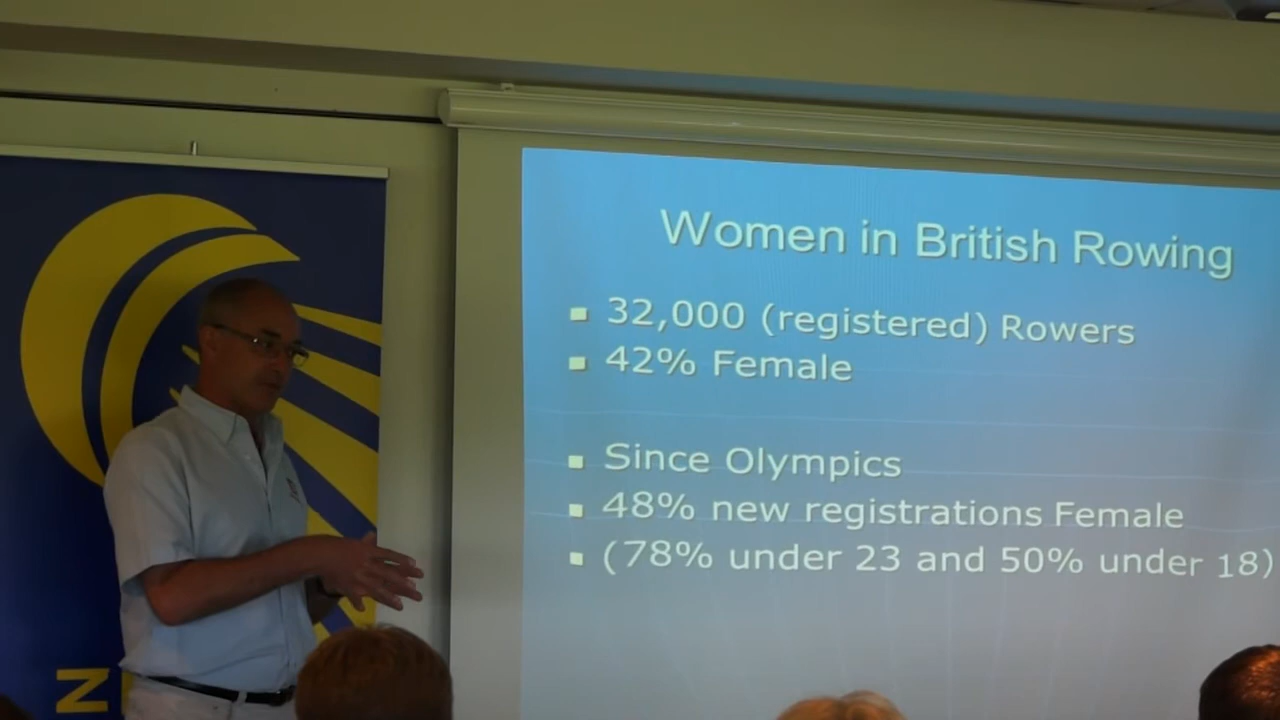 Women in British Rowing
32,000 (registered) Rowers
42% Female
Since Olympics
48% new registrations Female
(78% under 23 and 50% under 18)
N